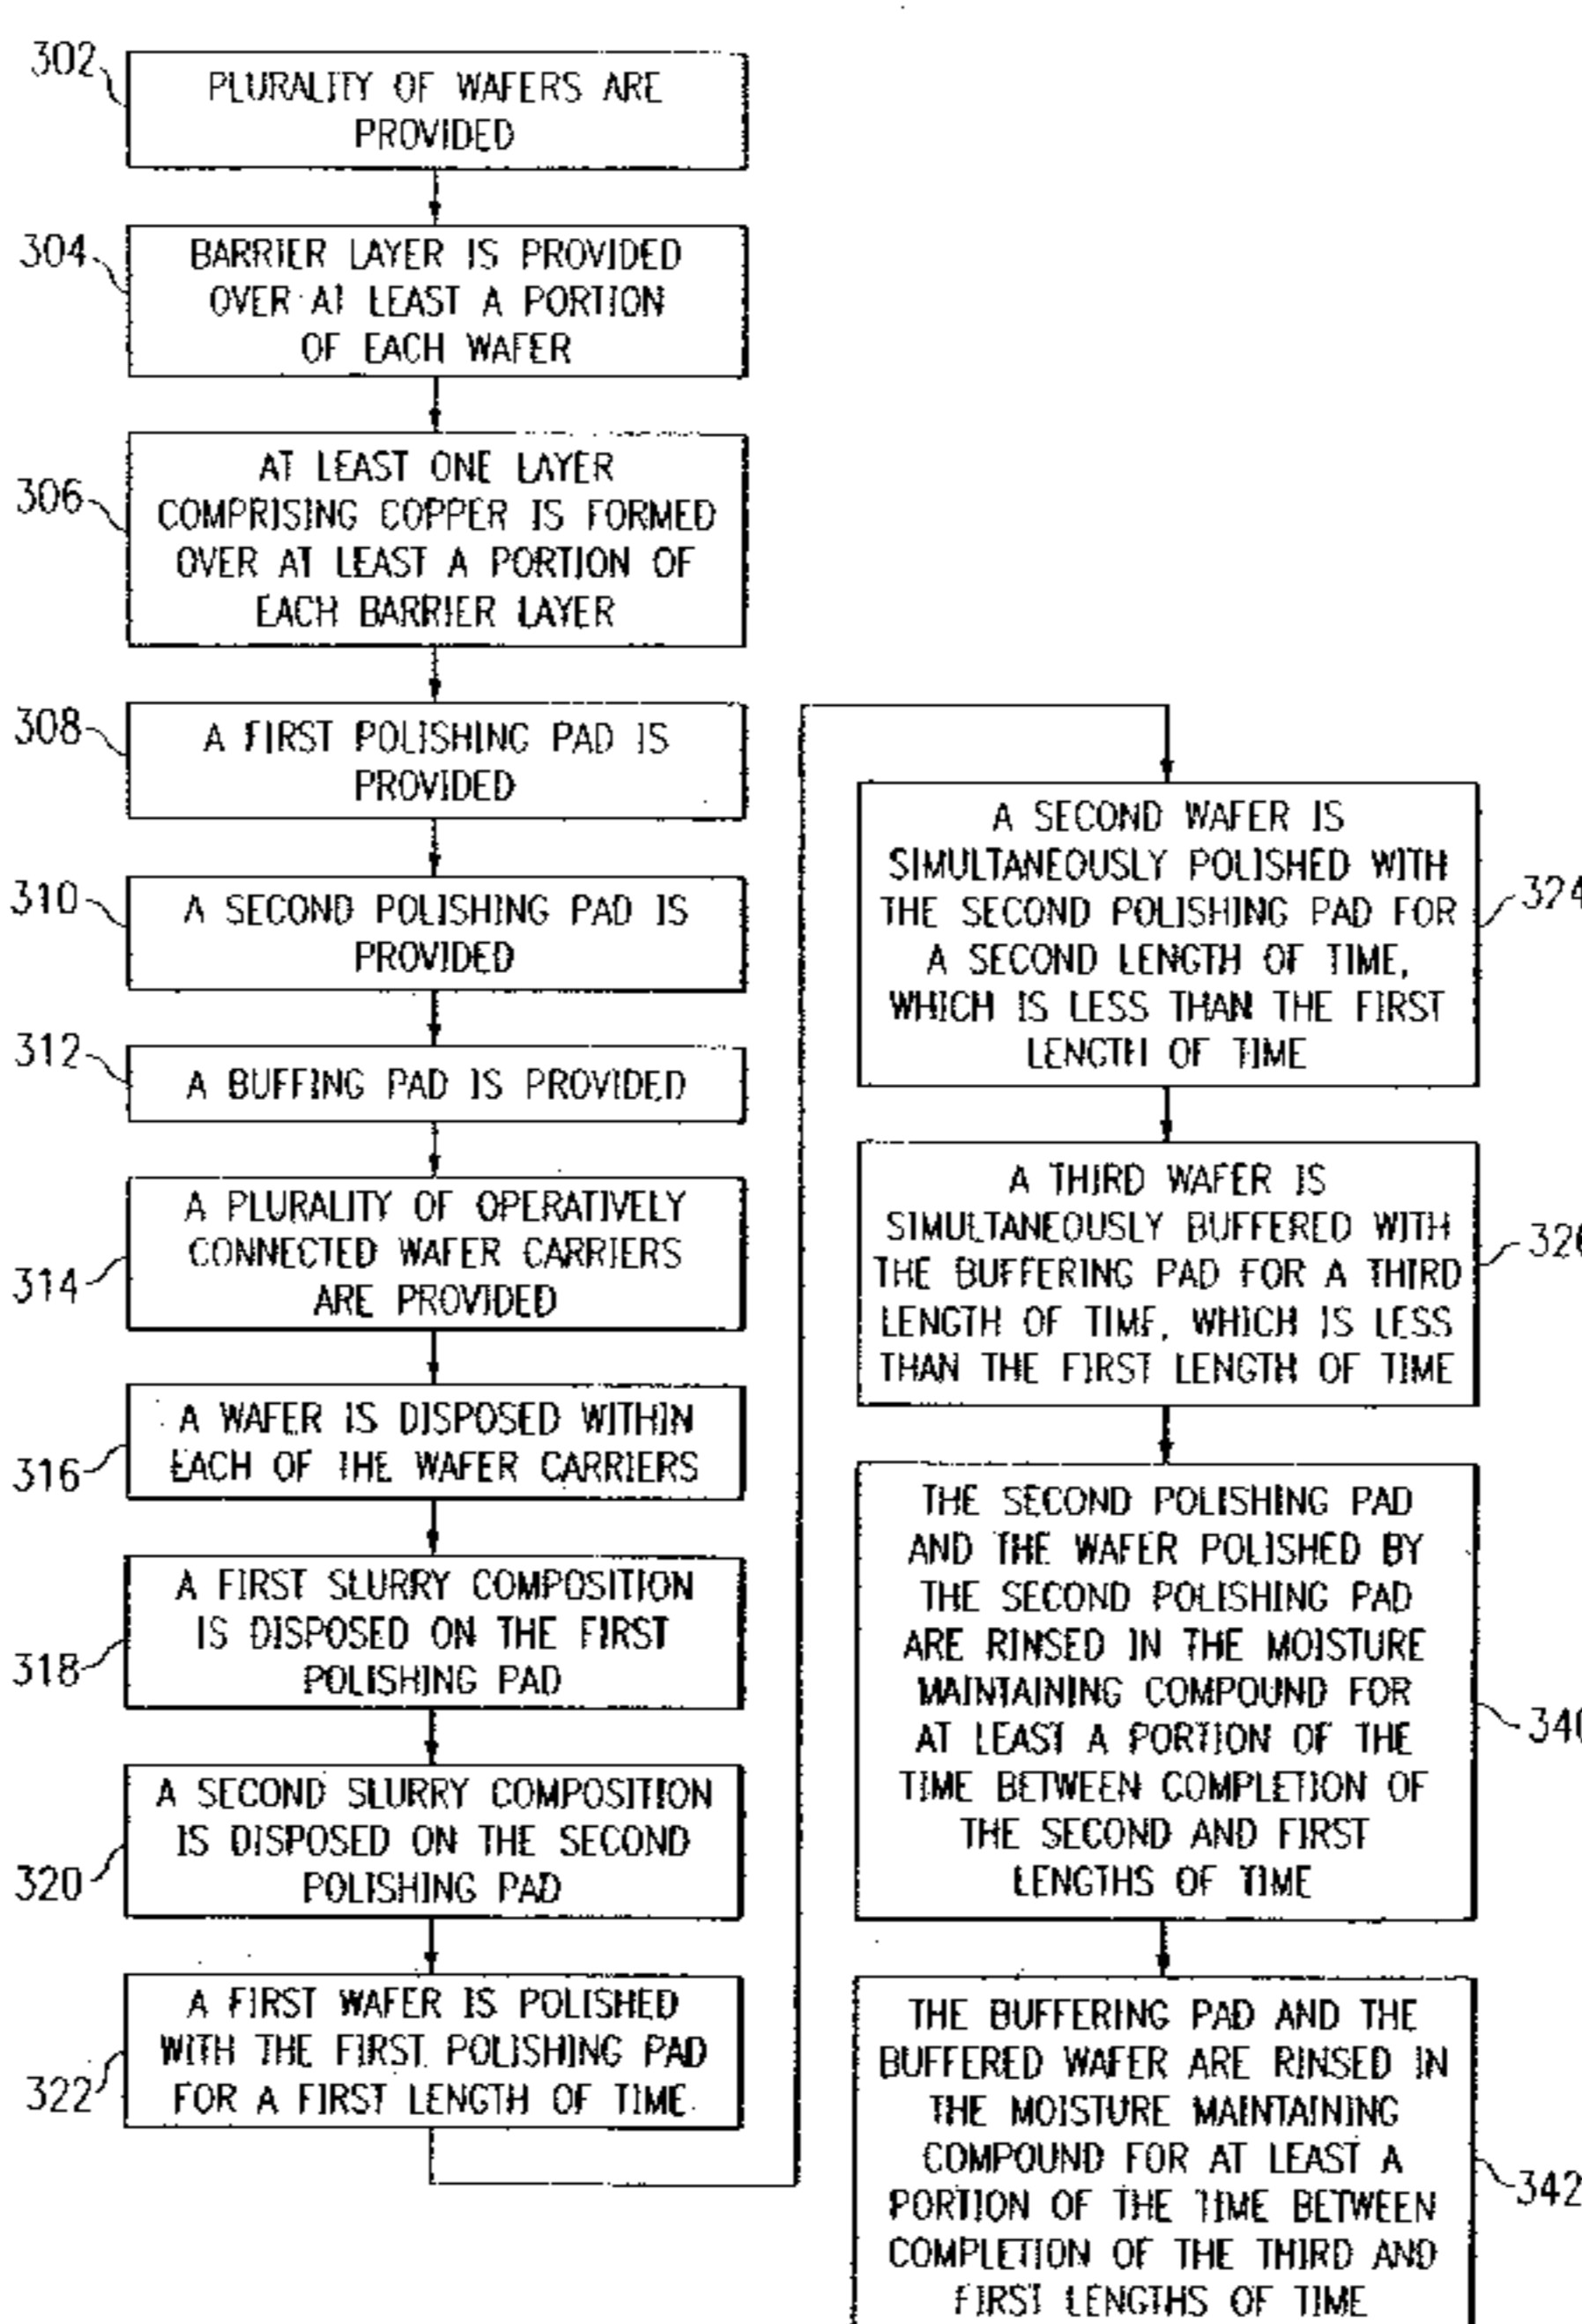 302
PLURALITY OF WAFERS ARE
PROVIDED
304
BARRIER LAYER IS PROVIDED
OVER AT LEAST A PORTION
OF EACH WAFER
306
AT LEAST ONE LAYER
COMPRISING COPPER IS FORMED
OVER AT LEAST A PORTION OF
EACH BARRIER LAYER
308
A FIRST POLISHING PAD IS
PROVIDED
310
A SECOND POLISHING PAD IS
PROVIDED
312
A BUFFING PAD IS PROVIDED
314
A PLURALITY OF OPERATIVELY
CONNECTED WAFER CARRIERS
ARE PROVIDED
316
A WAFER IS DISPOSED WITHIN
EACH OF THE WAFER CARRIERS
318
A FIRST SLURRY COMPOSITION
IS DISPOSED ON THE FIRST
POLISHING PAD
320
A SECOND SLURRY COMPOSITION
IS DISPOSED ON THE SECOND
POLISHING PAD
322
A FIRST WAFER IS POLISHED
WITH THE FIRST POLISHING PAD
FOR A FIRST LENGTH OF TIME
A SECOND WAFER IS
SIMULTANEOUSLY POLISHED WITH
THE SECOND POLISHING PAD FOR
A SECOND LENGTH OF TIME,
WHICH IS LESS THAN THE FIRST
LENGTH OF TIME
324
A THIRD WAFER IS
SIMULTANEOUSLY BUFFERED WITH
THE BUFFERING PAD FOR A THIRD
LENGTH OF TIME, WHICH IS LESS
THAN THE FIRST LENGTH OF TIME
THE SECOND POLISHING PAD
AND THE WAFER POLISHED BY
THE SECOND POLISHING PAD
ARE RINSED IN THE MOISTURE
MAINTAINING COMPOUND FOR
AT LEAST A PORTION OF THE
TIME BETWEEN COMPLETION OF
THE SECOND AND FIRST
LENGTHS OF TIME
THE BUFFERING PAD AND THE
BUFFERED WAFER ARE RINSED IN
THE MOISTURE MAINTAINING
COMPOUND FOR AT LEAST A
PORTION OF THE TIME BETWEEN
COMPLETION OF THE THIRD AND
FIRST LENGTHS OF TIME
342